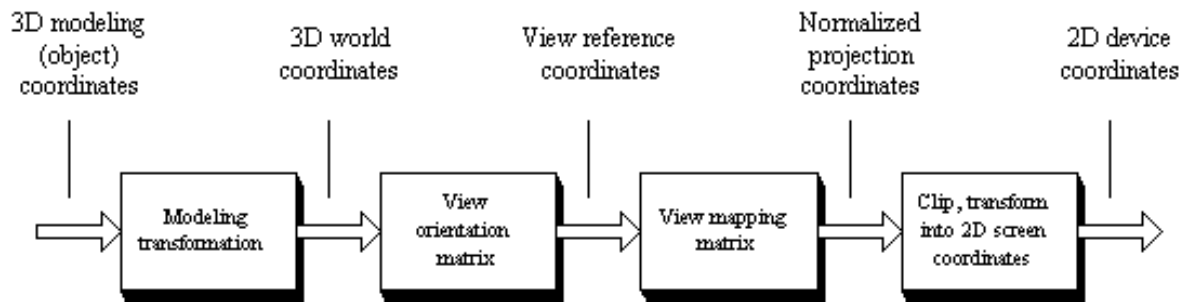 3D modeling
(object)
coordinates
3D world
coordinates
View reference
coordinates
Normalized
projection
coordinates
2D device
coordinates
Modeling
transformation
View
orientation
matrix
View mapping
matrix
Clip, transform
into 2D screen
coordinates